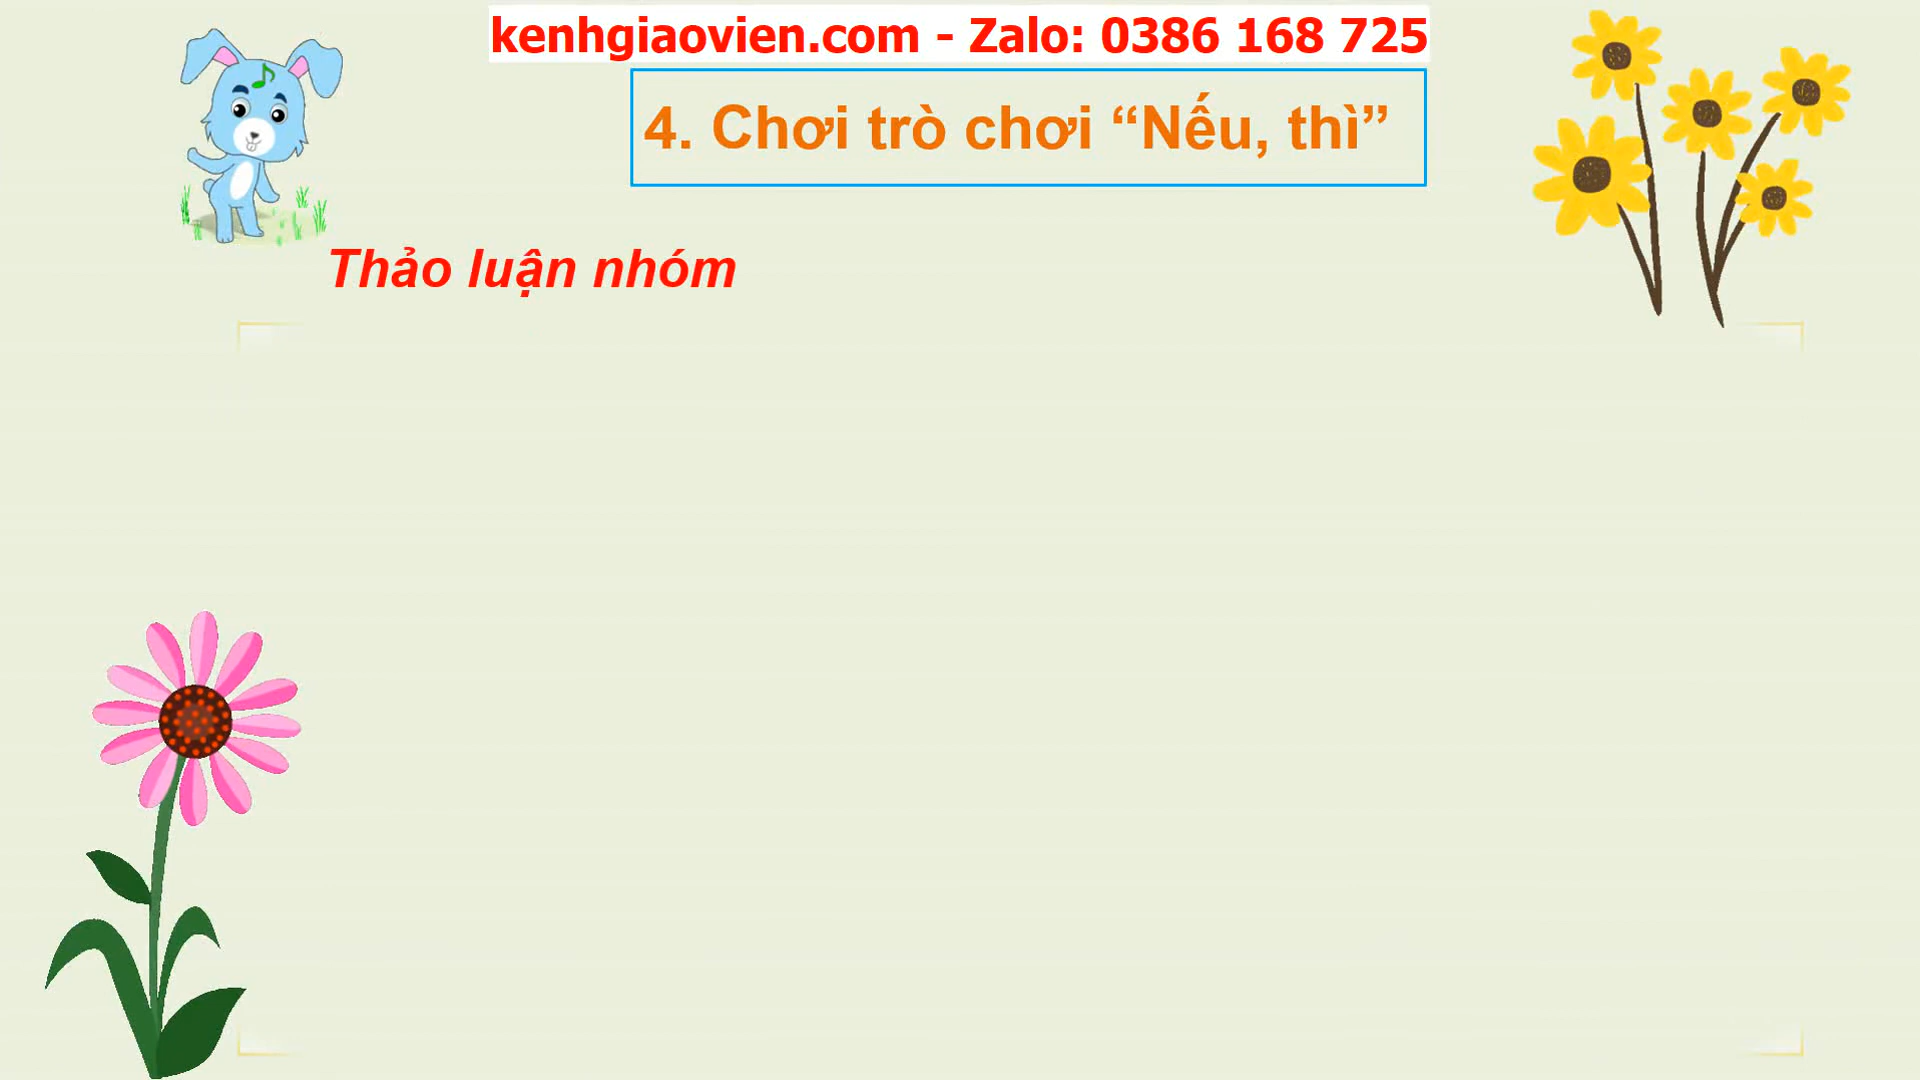 kenhgiaovien.com - Zalo: 0386 168 725
4. Chơi trò chơi “Nếu, thì”
Thảo luận nhóm